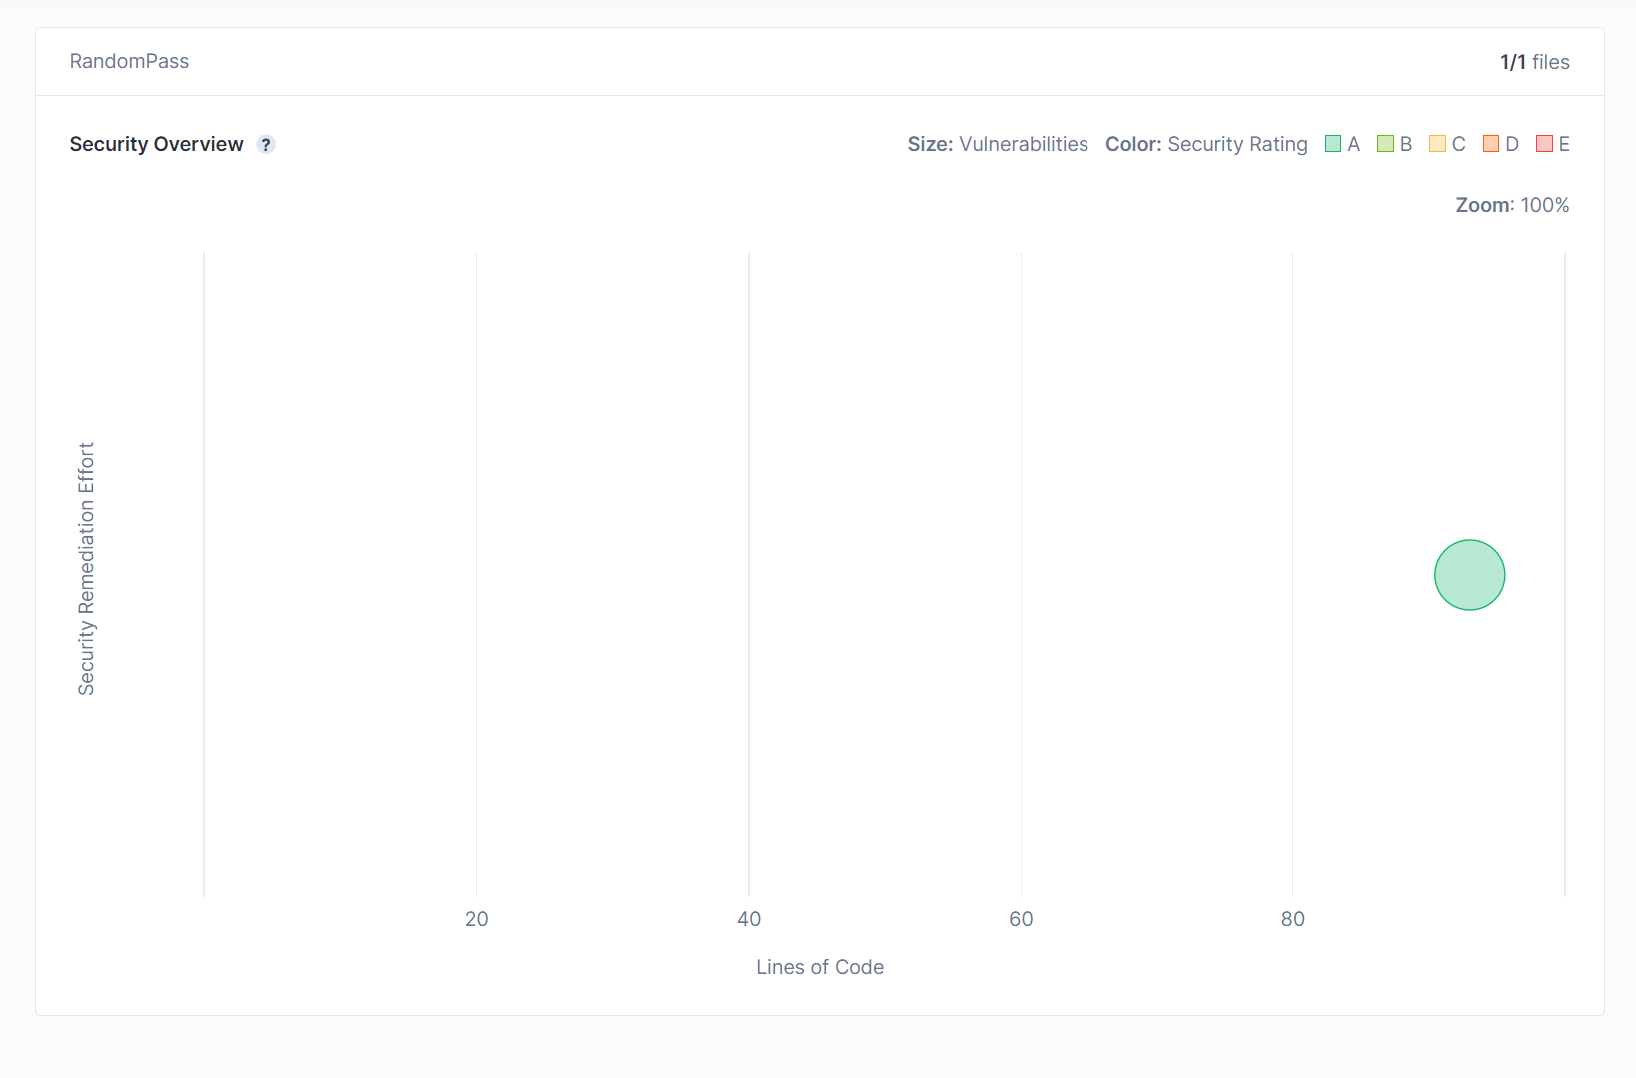 RandomPass
1/1 files
Security Overview ?
Size: Vulnerabilities Color: Security Rating A B C D E
Zoom: 100%
Security Remediation Effort
20 40 60 80
Lines of Code